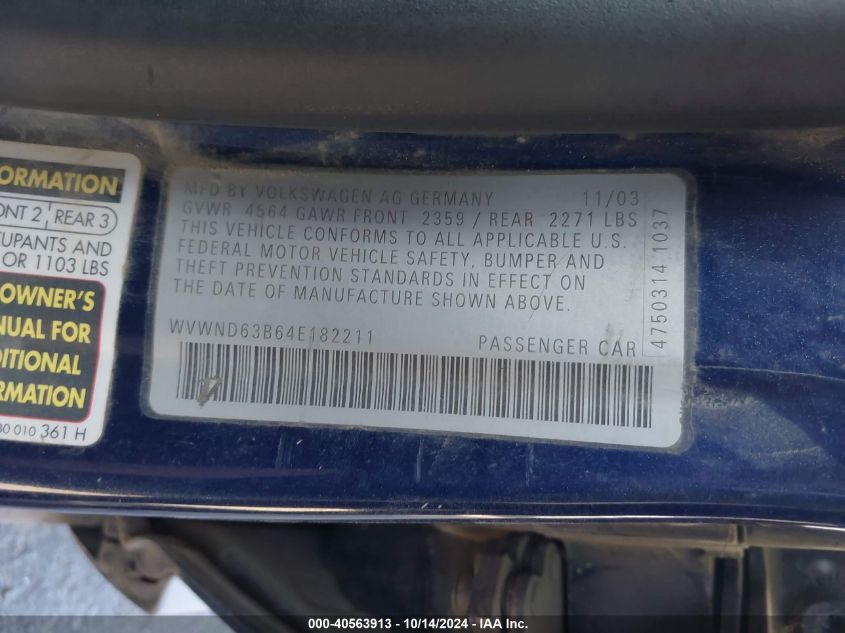 ORMATION
NT 2 REAR 3
UPANTS AND
OR 1103 LBS
OWNER'S
NUAL FOR
DITIONAL
ORMATION
0 010 361 H
MFD BY VOLKSWAGEN AG GERMANY 11/03
GVWR 4564 GAWR FRONT 2359 / REAR 2271 LBS
THIS VEHICLE CONFORMS TO ALL APPLICABLE U.S.
FEDERAL MOTOR VEHICLE SAFETY, BUMPER AND
THEFT PREVENTION STANDARDS IN EFFECT ON
THE DATE OF MANUFACTURE SHOWN ABOVE.
WVWND63B64E182211 PASSENGER CAR
4750314 1037
000-40563913 - 10/14/2024 - IAA Inc.